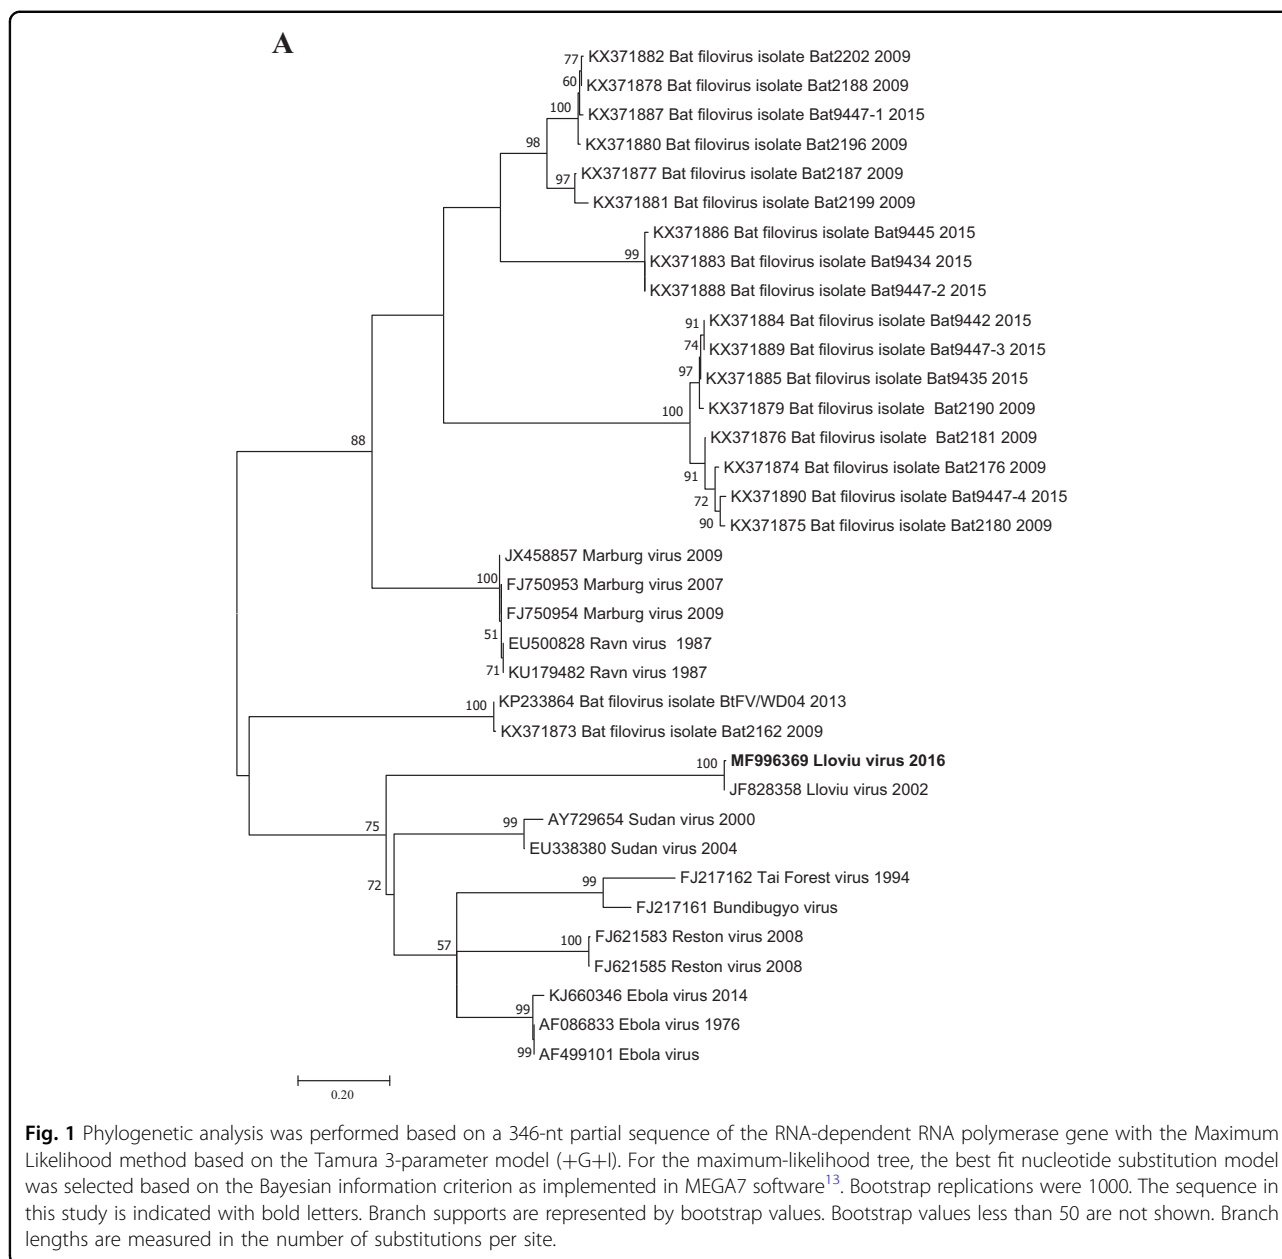 A
77
KX371882 Bat filovirus isolate Bat2202 2009
60
KX371878 Bat filovirus isolate Bat2188 2009
100
KX371887 Bat filovirus isolate Bat9447-1 2015
98
KX371880 Bat filovirus isolate Bat2196 2009
97
KX371877 Bat filovirus isolate Bat2187 2009
KX371881 Bat filovirus isolate Bat2199 2009
KX371886 Bat filovirus isolate Bat9445 2015
99
KX371883 Bat filovirus isolate Bat9434 2015
KX371888 Bat filovirus isolate Bat9447-2 2015
91
KX371884 Bat filovirus isolate Bat9442 2015
74
KX371889 Bat filovirus isolate Bat9447-3 2015
97
KX371885 Bat filovirus isolate Bat9435 2015
100
KX371879 Bat filovirus isolate Bat2190 2009
88
KX371876 Bat filovirus isolate Bat2181 2009
91
KX371874 Bat filovirus isolate Bat2176 2009
72
KX371890 Bat filovirus isolate Bat9447-4 2015
90
KX371875 Bat filovirus isolate Bat2180 2009
JX458857 Marburg virus 2009
100
FJ750953 Marburg virus 2007
FJ750954 Marburg virus 2009
51
EU500828 Ravn virus 1987
71
KU179482 Ravn virus 1987
100
KP233864 Bat filovirus isolate BtFV/WD04 2013
KX371873 Bat filovirus isolate Bat2162 2009
100
MF996369 Lloviu virus 2016
JF828358 Lloviu virus 2002
75
99
AY729654 Sudan virus 2000
EU338380 Sudan virus 2004
72
99
FJ217162 Tai Forest virus 1994
FJ217161 Bundibugyo virus
57
100
FJ621583 Reston virus 2008
FJ621585 Reston virus 2008
KJ660346 Ebola virus 2014
99
AF086833 Ebola virus 1976
99
AF499101 Ebola virus
0.20
Fig. 1 Phylogenetic analysis was performed based on a 346-nt partial sequence of the RNA-dependent RNA polymerase gene with the Maximum
Likelihood method based on the Tamura 3-parameter model (+G+I). For the maximum-likelihood tree, the best fit nucleotide substitution model
was selected based on the Bayesian information criterion as implemented in MEGA7 software13. Bootstrap replications were 1000. The sequence in
this study is indicated with bold letters. Branch supports are represented by bootstrap values. Bootstrap values less than 50 are not shown. Branch
lengths are measured in the number of substitutions per site.